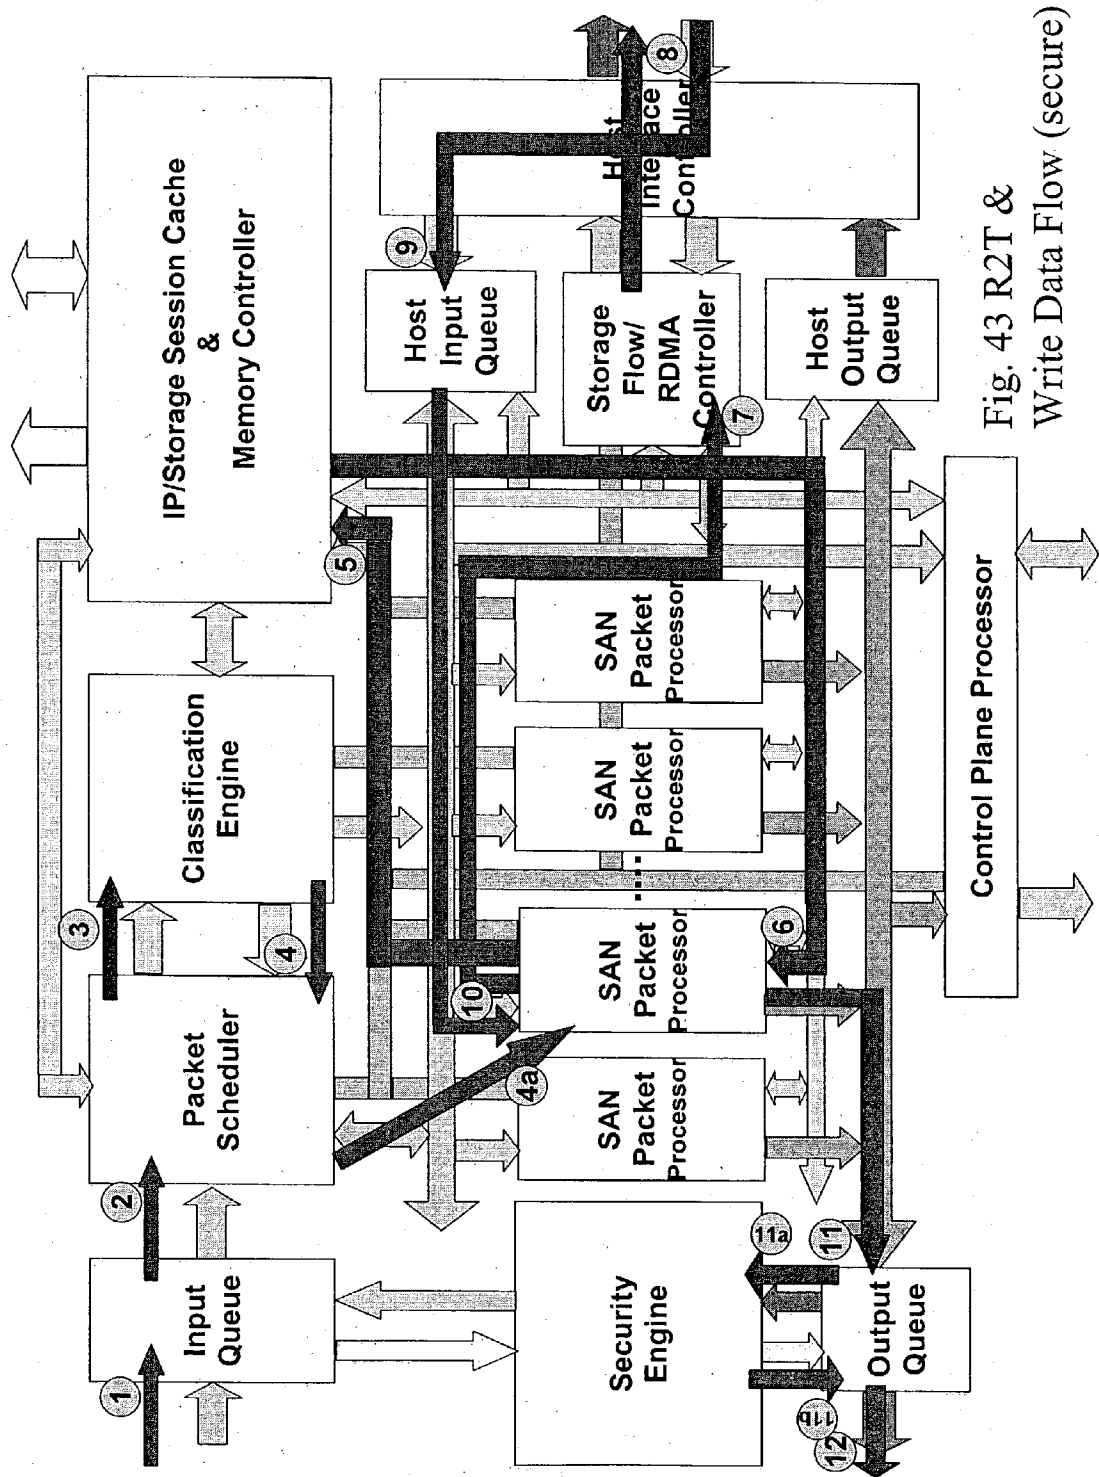 1
Input
Queue
2
Packet
Scheduler
3
4
Classification
Engine
IP/Storage Session Cache
&
Memory Controller
5
4a
10
9
Host
Input
Queue
8
Host
Interface
Controller
Security
Engine
SAN
Packet
Processor
SAN
Packet
Processor
.....
SAN
Packet
Processor
SAN
Packet
Processor
Storage
Flow/
RDMA
Controller
7
6
11a
11
11b
12
Output
Queue
Host
Output
Queue
Control Plane Processor
Fig. 43 R2T &
Write Data Flow (secure)